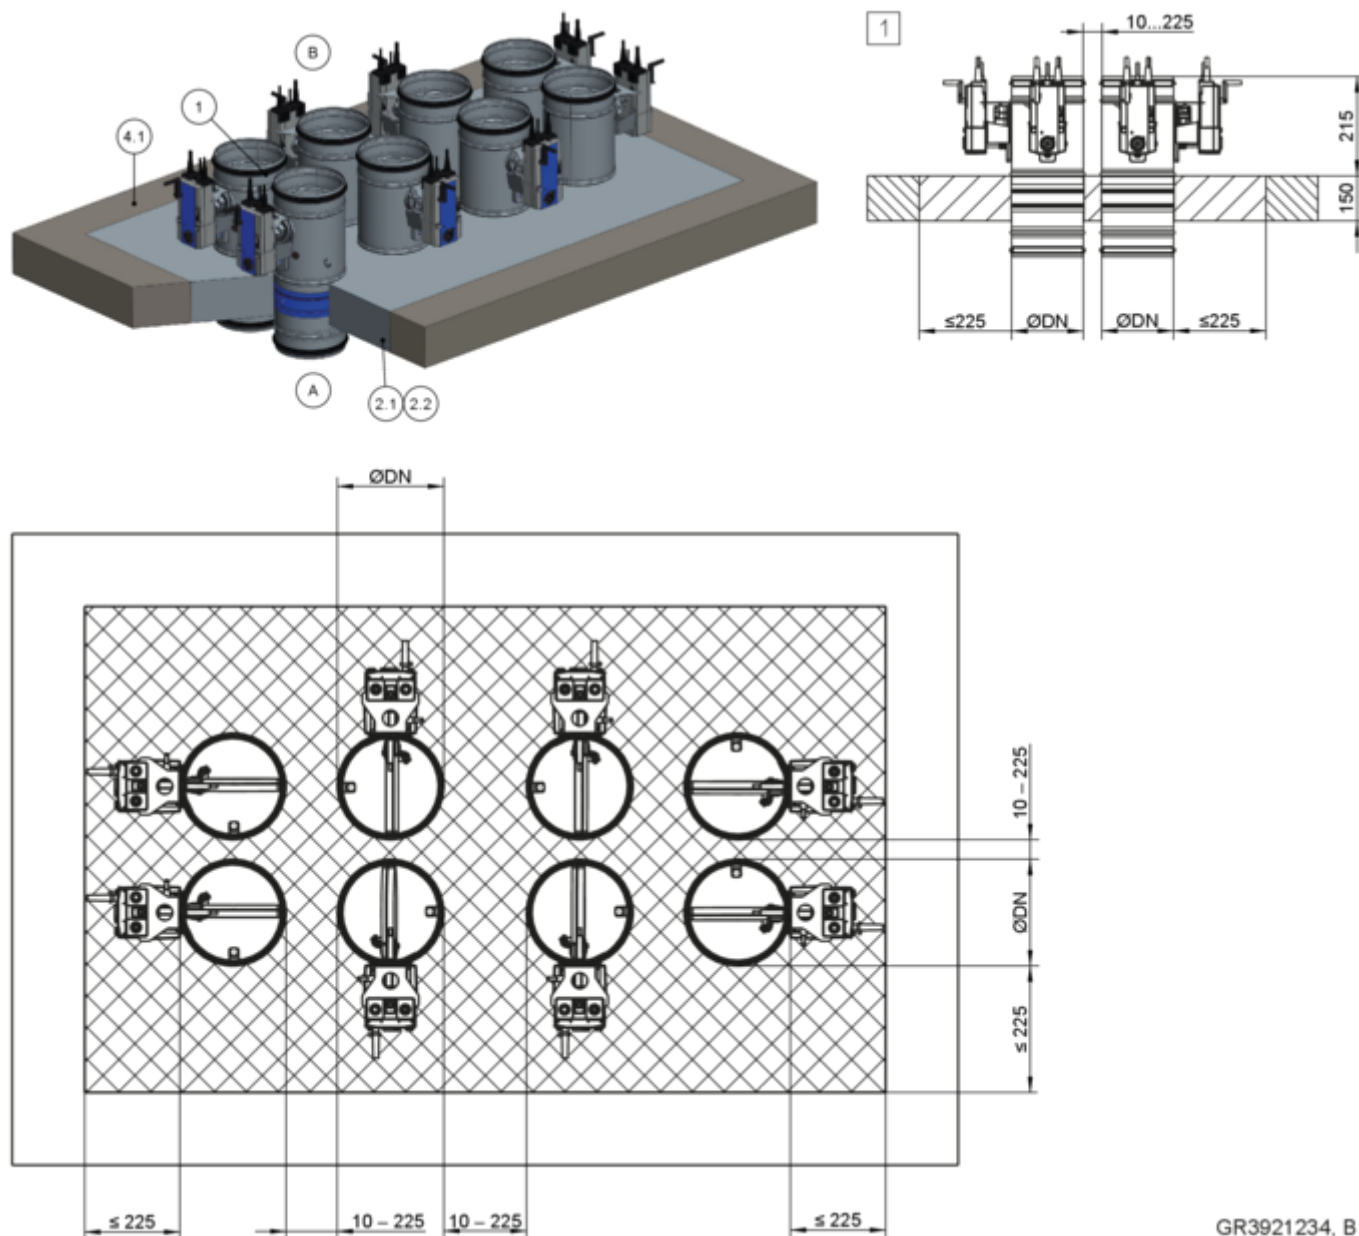 B
1
4.1
A
2.1 2.2
1
10...225
215
150
≤225 ØDN ØDN ≤225
ØDN
10 – 225
ØDN
≤ 225
≤ 225 10 – 225 10 – 225 ≤ 225
GR3921234, B